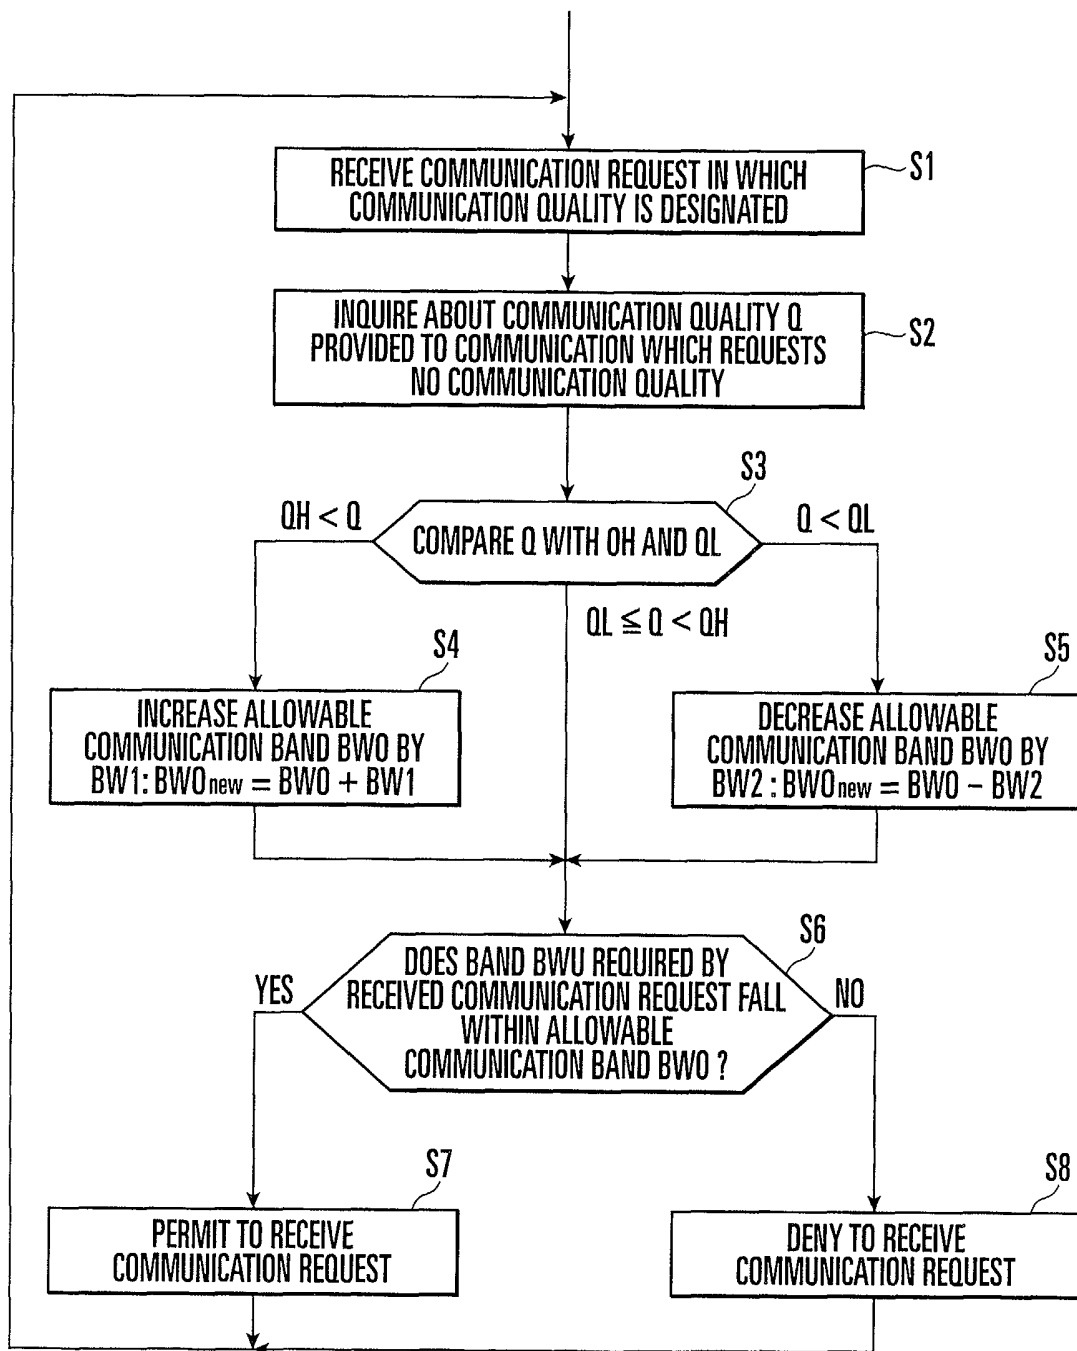 RECEIVE COMMUNICATION REQUEST IN WHICH
COMMUNICATION QUALITY IS DESIGNATED
S1
INQUIRE ABOUT COMMUNICATION QUALITY Q
PROVIDED TO COMMUNICATION WHICH REQUESTS
NO COMMUNICATION QUALITY
S2
S3
QH < Q
COMPARE Q WITH OH AND QL
Q < QL
QL ≦ Q < QH
S4
INCREASE ALLOWABLE
COMMUNICATION BAND BWO BY
BW1 : BWOnew = BWO + BW1
S5
DECREASE ALLOWABLE
COMMUNICATION BAND BWO BY
BW2 : BWOnew = BWO − BW2
S6
DOES BAND BWU REQUIRED BY
RECEIVED COMMUNICATION REQUEST FALL
WITHIN ALLOWABLE
COMMUNICATION BAND BWO ?
YES
NO
S7
PERMIT TO RECEIVE
COMMUNICATION REQUEST
S8
DENY TO RECEIVE
COMMUNICATION REQUEST